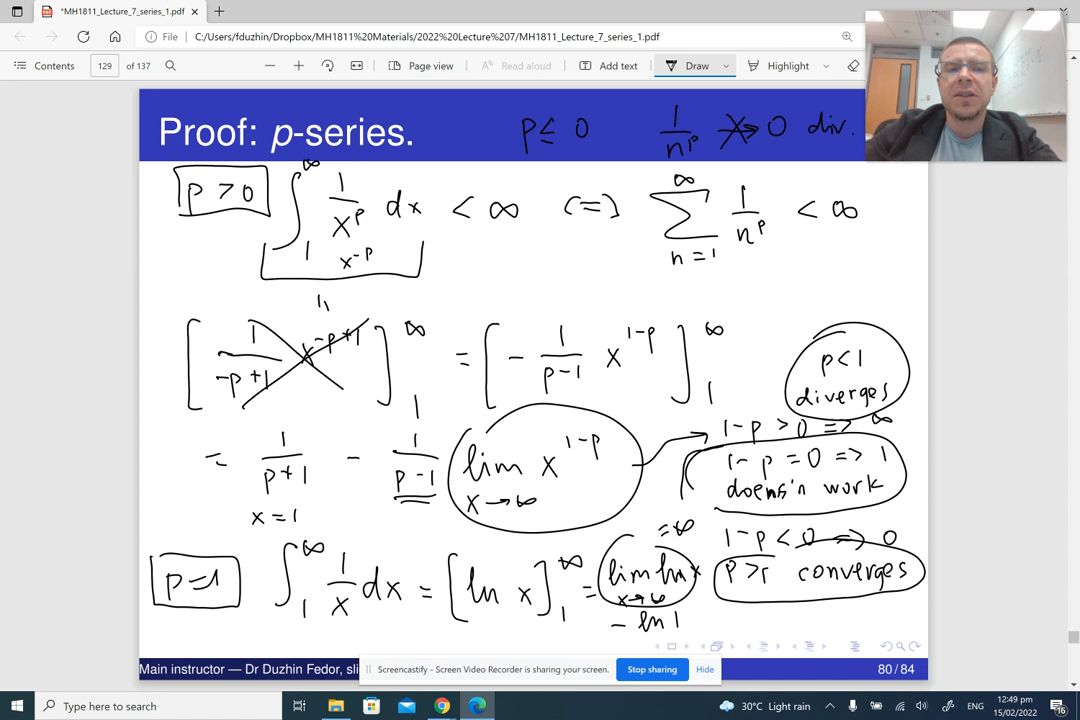 *MH1811_Lecture_7_series_1.pdf
File C:/Users/fduzhin/Dropbox/MH1811%20Materials/2022%20Lecture%207/MH1811_Lecture_7_series_1.pdf
Contents 129 of 137 Page view Read aloud Add text Draw Highlight
Proof: p-series. p ≤ 0 1/n^p ↛ 0 div.
p > 0 ∫_1^∞ 1/x^p dx < ∞ (=) ∑_{n=1}^∞ 1/n^p < ∞
x^-p
[1/(-p+1) x^{-p+1}]_1^∞ = [- 1/(p-1) x^{1-p}]_1^∞
p<1
diverges
1-p > 0 => ∞
= 1/(p+1) - 1/(p-1) lim x→∞ x^{1-p}
x=1
1-p = 0 => 1
doens'n work
1-p < 0 => 0
p>1 converges
p=1 ∫_1^∞ 1/x dx = [ln x]_1^∞ = lim x→∞ ln x = ∞
- ln 1
Main instructor — Dr Duzhin Fedor, sli 80 / 84
Screencastify - Screen Video Recorder is sharing your screen. Stop sharing Hide
Type here to search 30°C Light rain 12:49 pm
15/02/2022
16